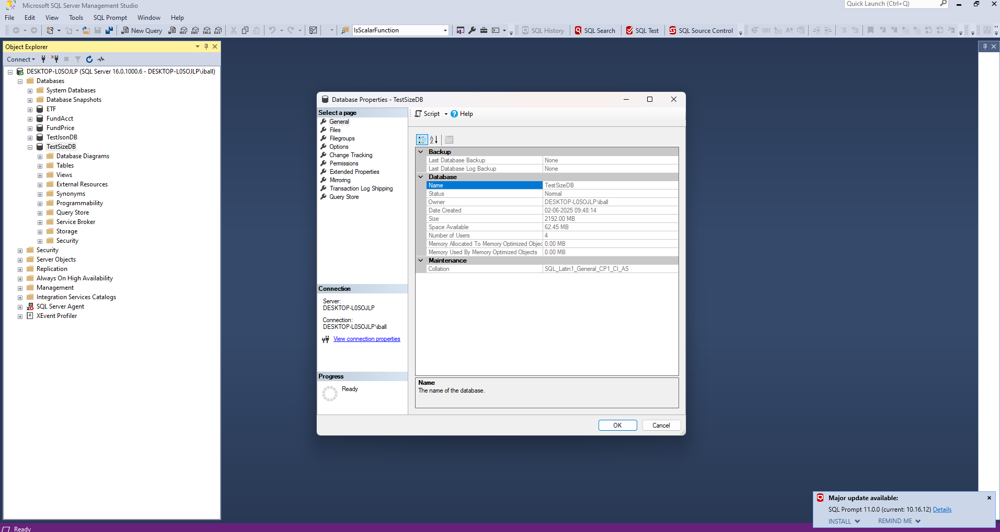 Microsoft SQL Server Management Studio
Quick Launch (Ctrl+Q)
File Edit View Tools SQL Prompt Window Help
New Query MDX DMX XMLA DAX IsScalarFunction SQL History SQL Search SQL Test SQL Source Control
Object Explorer
Connect
DESKTOP-L0SOJLP (SQL Server 16.0.1000.6 - DESKTOP-L0SOJLP\iball)
Databases
System Databases
Database Snapshots
ETF
FundAcct
FundPrice
TestJsonDB
TestSizeDB
Database Diagrams
Tables
Views
External Resources
Synonyms
Programmability
Query Store
Service Broker
Storage
Security
Security
Server Objects
Replication
Always On High Availability
Management
Integration Services Catalogs
SQL Server Agent
XEvent Profiler
Database Properties - TestSizeDB
Select a page
General
Files
Filegroups
Options
Change Tracking
Permissions
Extended Properties
Mirroring
Transaction Log Shipping
Query Store
Connection
Server:
DESKTOP-L0SOJLP
Connection:
DESKTOP-L0SOJLP\iball
View connection properties
Progress
Ready
Script Help
Backup
Last Database Backup None
Last Database Log Backup None
Database
Name TestSizeDB
Status Normal
Owner DESKTOP-L0SOJLP\iball
Date Created 02-06-2025 09:48:14
Size 2192.00 MB
Space Available 62.45 MB
Number of Users 4
Memory Allocated To Memory Optimized Objec 0.00 MB
Memory Used By Memory Optimized Objects 0.00 MB
Maintenance
Collation SQL_Latin1_General_CP1_CI_AS
Name
The name of the database.
OK Cancel
Major update available:
SQL Prompt 11.0.0 (current: 10.16.12) Details
INSTALL REMIND ME
Ready